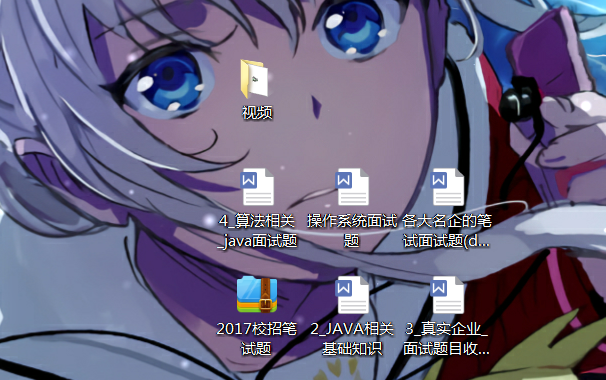 视频
4_算法相关
_java面试题
操作系统面试
题
各大名企的笔
试面试题(d...
2017校招笔
试题
2_JAVA相关
基础知识
3_真实企业_
面试题目收...